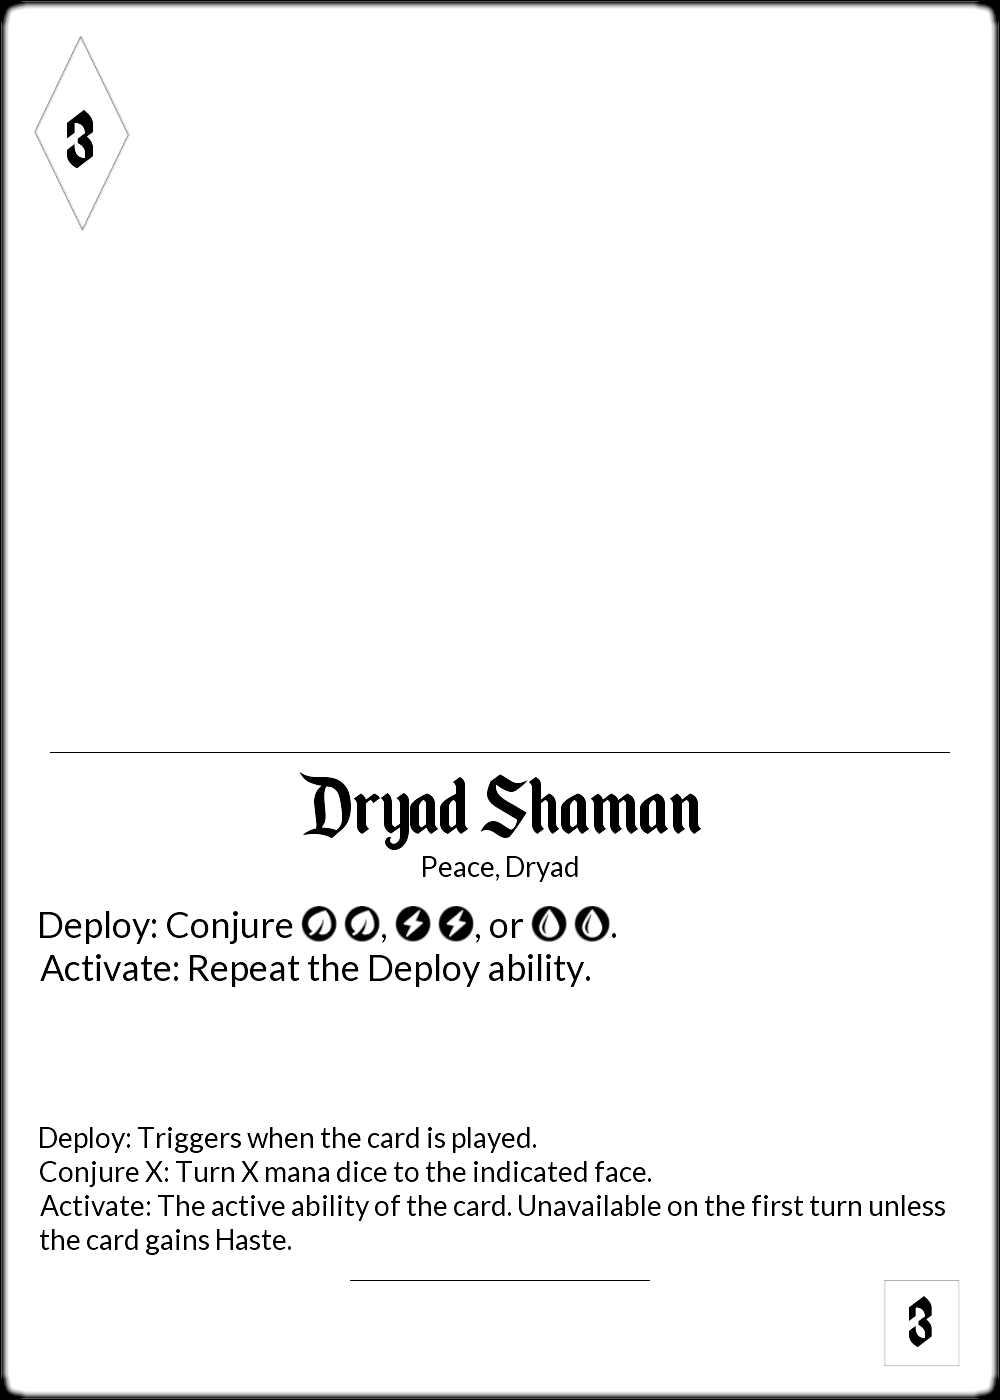 3
Dryad Shaman
Peace, Dryad
Deploy: Conjure , , or .
Activate: Repeat the Deploy ability.
Deploy: Triggers when the card is played.
Conjure X: Turn X mana dice to the indicated face.
Activate: The active ability of the card. Unavailable on the first turn unless
the card gains Haste.
3